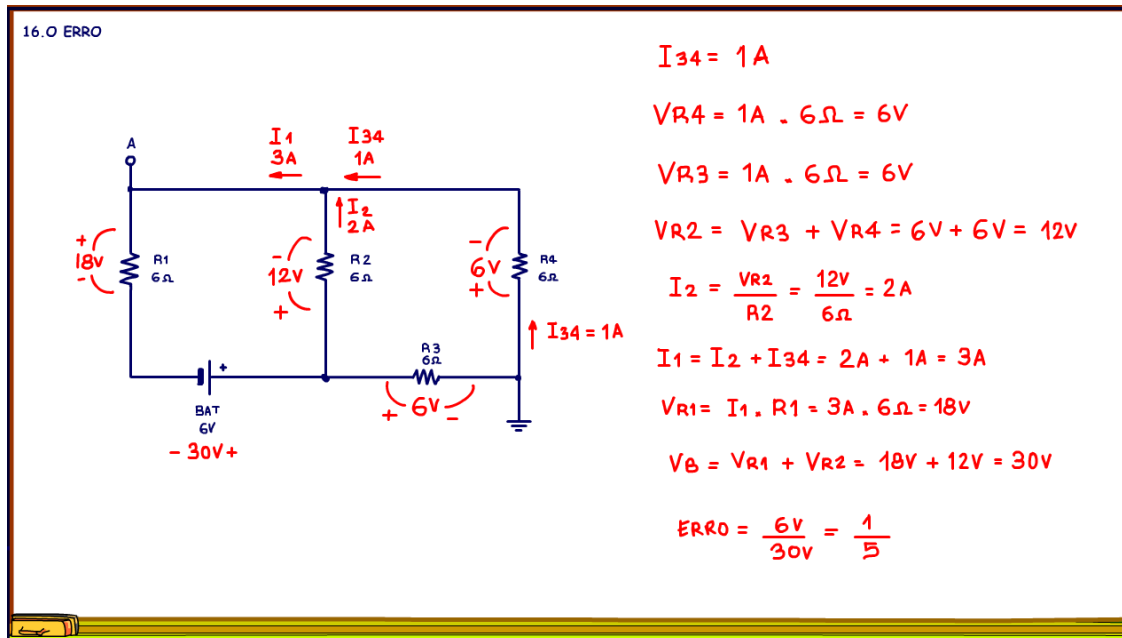 16.O ERRO
A
I1
3A
I34
1A
I2
2A
+
18V
-
R1
6Ω
-
12V
+
R2
6Ω
-
6V
+
R4
6Ω
I34 = 1A
R3
6Ω
+ 6V -
+
BAT
6V
- 30V +
I34 = 1A
VR4 = 1A . 6Ω = 6V
VR3 = 1A . 6Ω = 6V
VR2 = VR3 + VR4 = 6V + 6V = 12V
I2 = VR2 / R2 = 12V / 6Ω = 2A
I1 = I2 + I34 = 2A + 1A = 3A
VR1 = I1 . R1 = 3A . 6Ω = 18V
VB = VR1 + VR2 = 18V + 12V = 30V
ERRO = 6V / 30V = 1 / 5